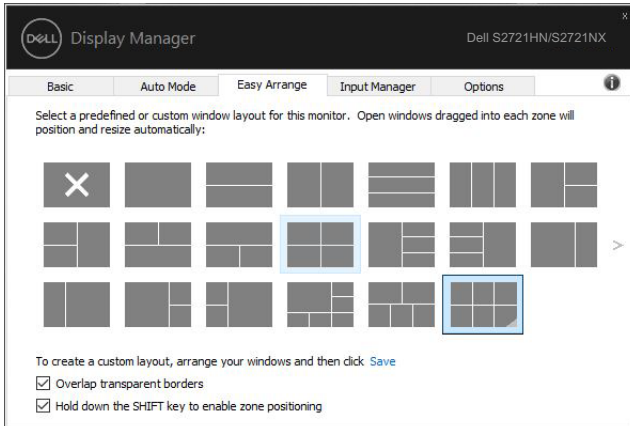 x
DELL Display Manager
Dell S2721HN/S2721NX
Basic Auto Mode Easy Arrange Input Manager Options
Select a predefined or custom window layout for this monitor. Open windows dragged into each zone will
position and resize automatically:
To create a custom layout, arrange your windows and then click Save
Overlap transparent borders
Hold down the SHIFT key to enable zone positioning